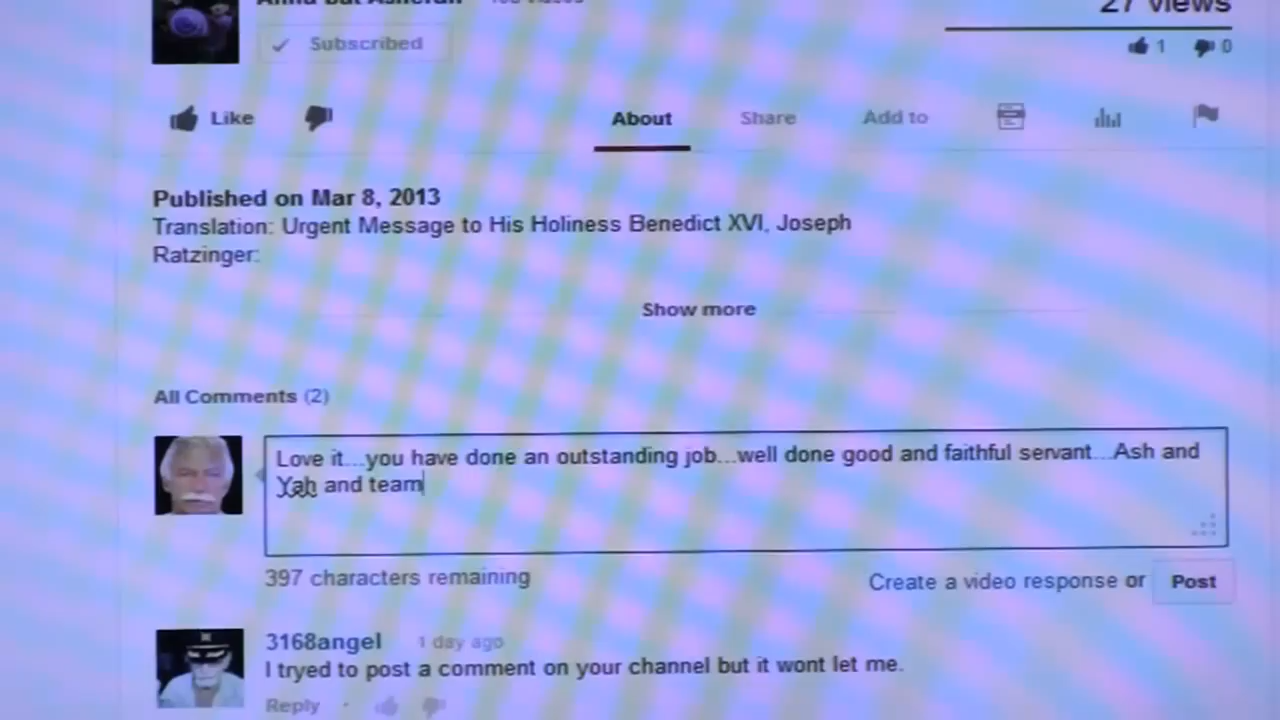 27 views
Subscribed
1 0
Like
About Share Add to
Published on Mar 8, 2013
Translation: Urgent Message to His Holiness Benedict XVI, Joseph
Ratzinger:
Show more
All Comments (2)
Love it...you have done an outstanding job...well done good and faithful servant...Ash and
Yah and team
397 characters remaining
Create a video response or Post
3168angel 1 day ago
I tryed to post a comment on your channel but it wont let me.
Reply